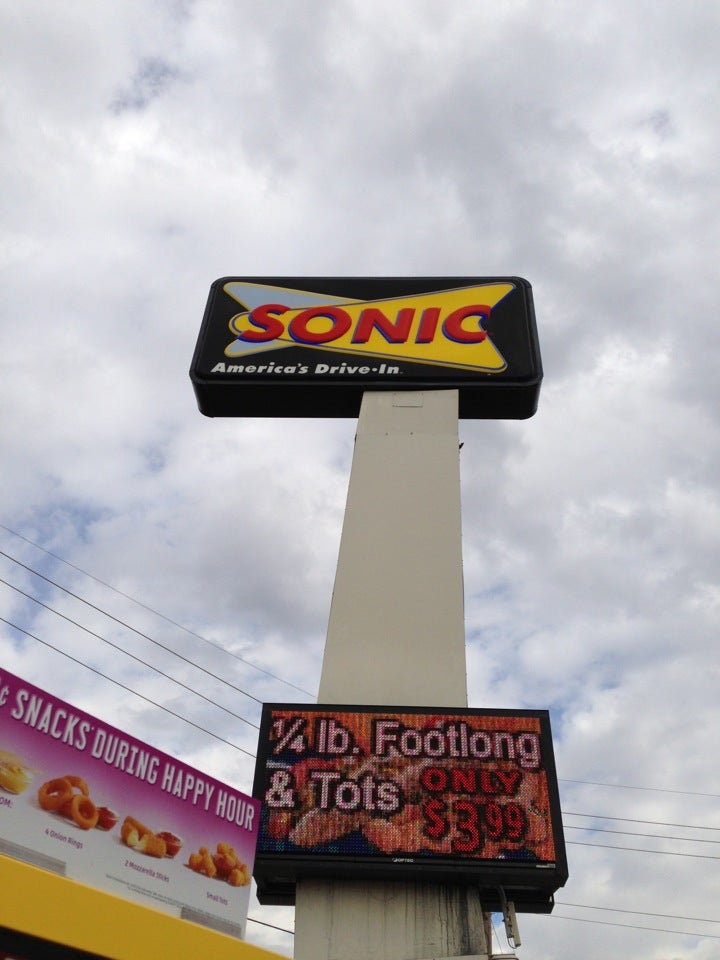 SONIC
America's Drive-In
¼ lb. Footlong
& Tots ONLY
$3.99
¢ SNACKS DURING HAPPY HOUR
4 Onion Rings
2 Mozzarella Sticks
Small Tots